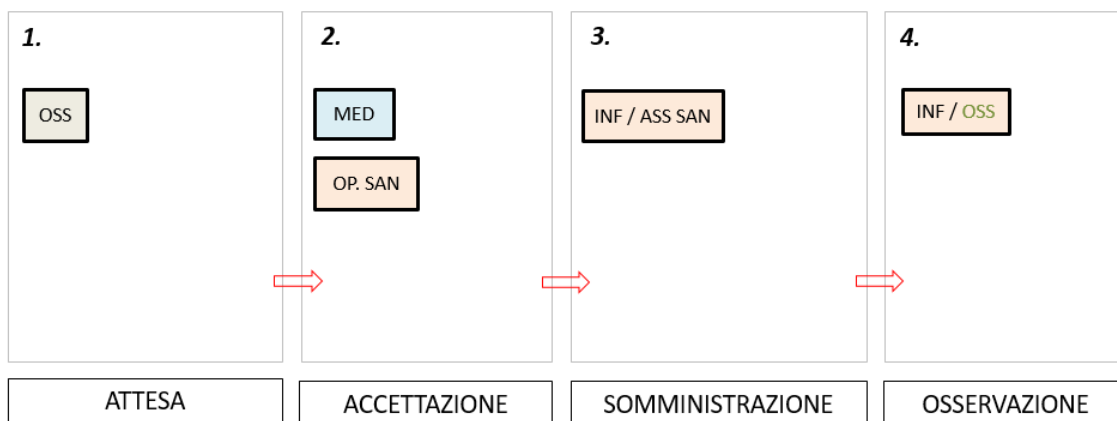 1.
OSS
ATTESA
2.
MED
OP. SAN
ACCETTAZIONE
3.
INF / ASS SAN
SOMMINISTRAZIONE
4.
INF / OSS
OSSERVAZIONE